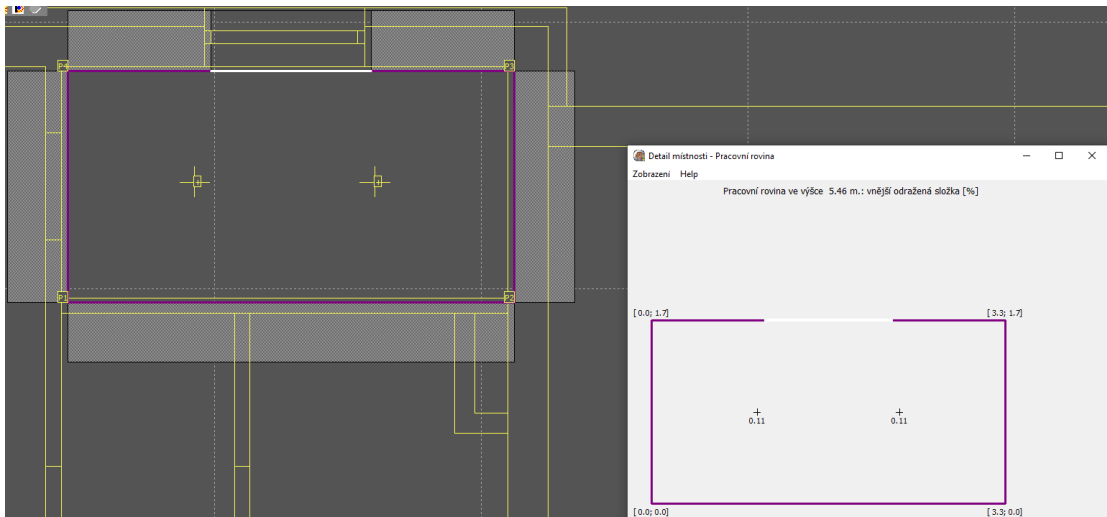 P4
P3
P1
P2
Detail místnosti - Pracovní rovina
Zobrazení Help
Pracovní rovina ve výšce 5.46 m.: vnější odražená složka [%]
[ 0.0; 1.7]
[ 3.3; 1.7]
0.11
0.11
[ 0.0; 0.0]
[ 3.3; 0.0]